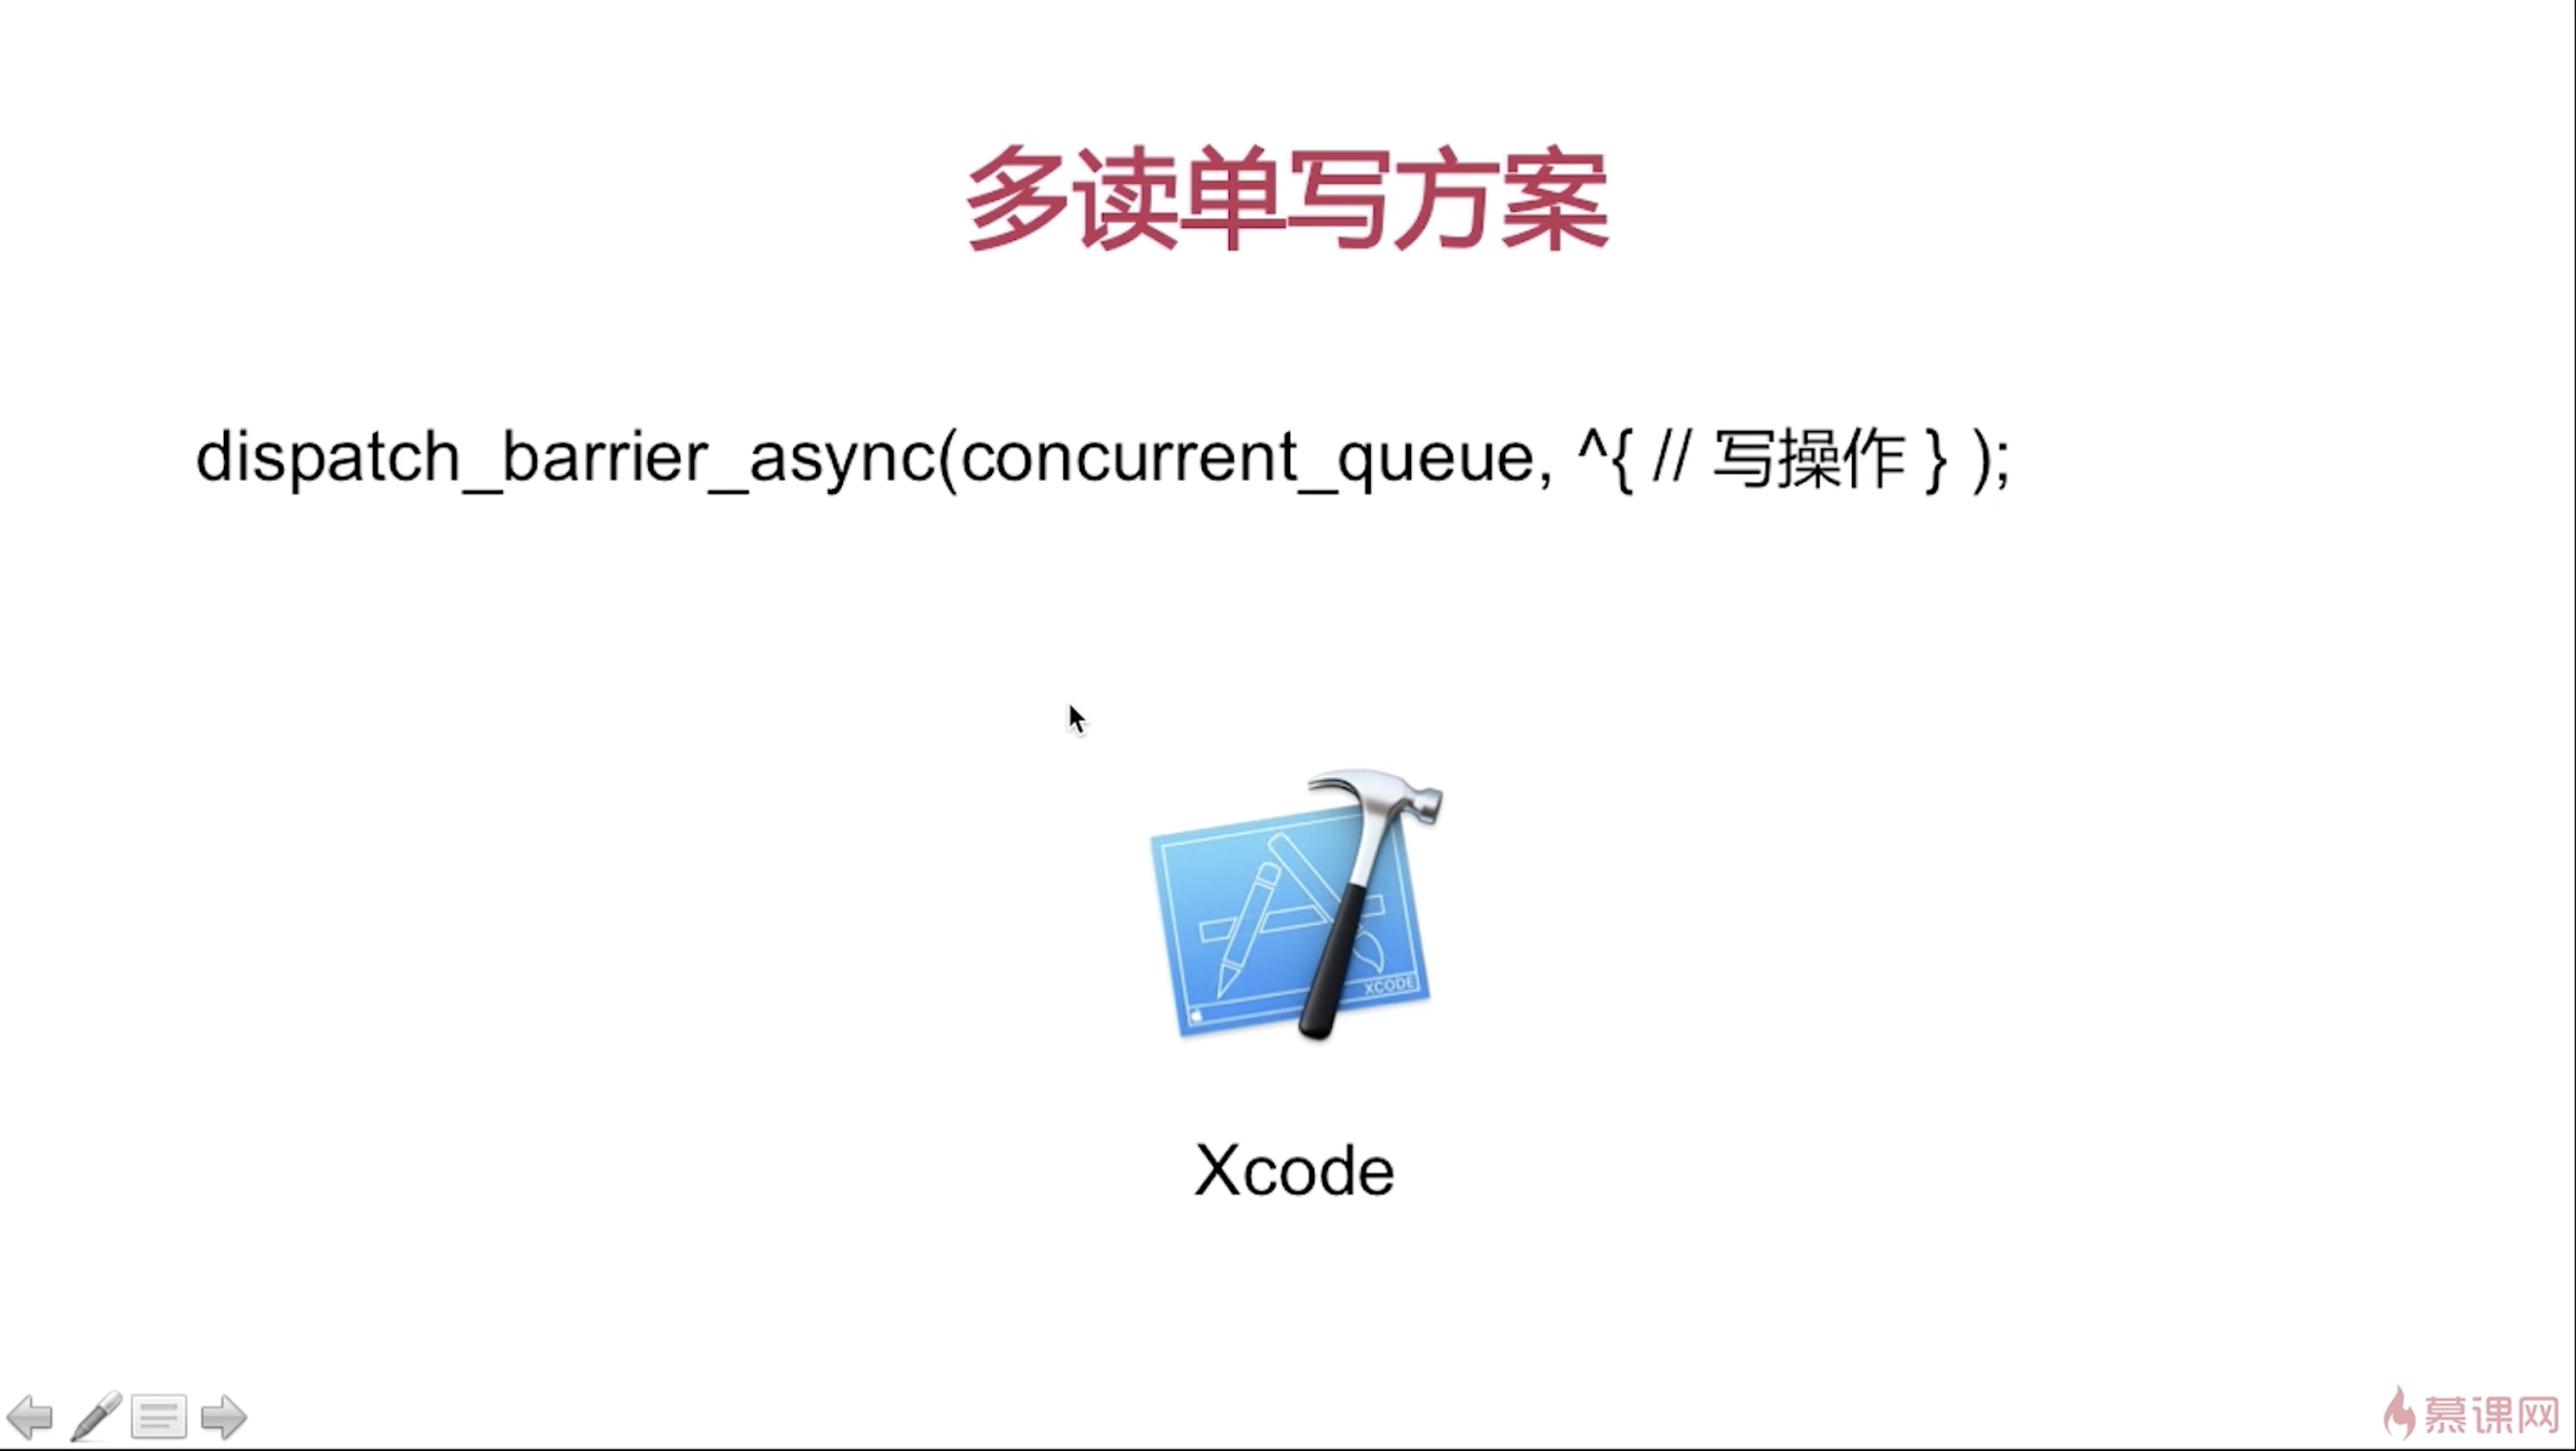 多读单写方案
dispatch_barrier_async(concurrent_queue, ^{ // 写操作 } );
XCODE
Xcode
慕课网